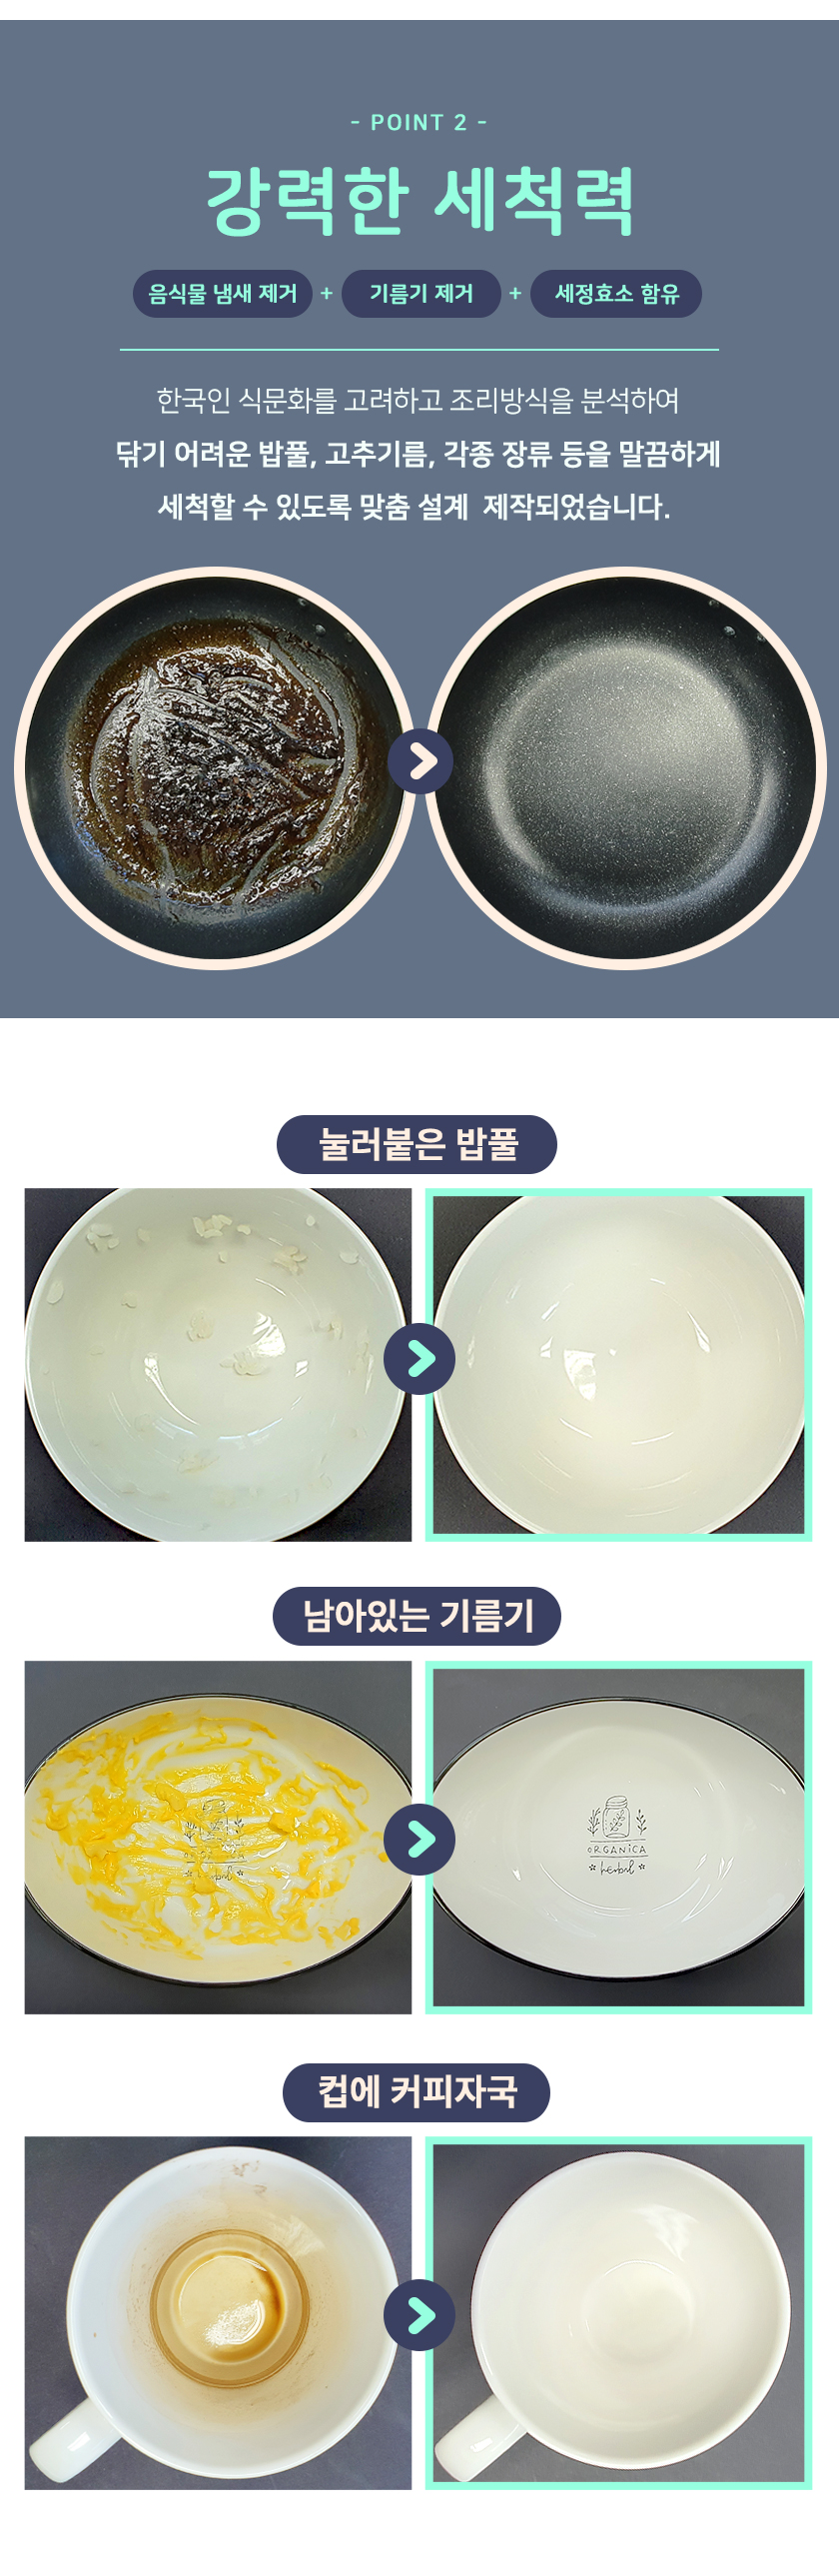 - POINT 2 -
강력한 세척력
음식물 냄새 제거 + 기름기 제거 + 세정효소 함유
한국인 식문화를 고려하고 조리방식을 분석하여
닦기 어려운 밥풀, 고추기름, 각종 장류 등을 말끔하게
세척할 수 있도록 맞춤 설계 제작되었습니다.
눌러붙은 밥풀
남아있는 기름기
ORGANICA
herbal
컵에 커피자국